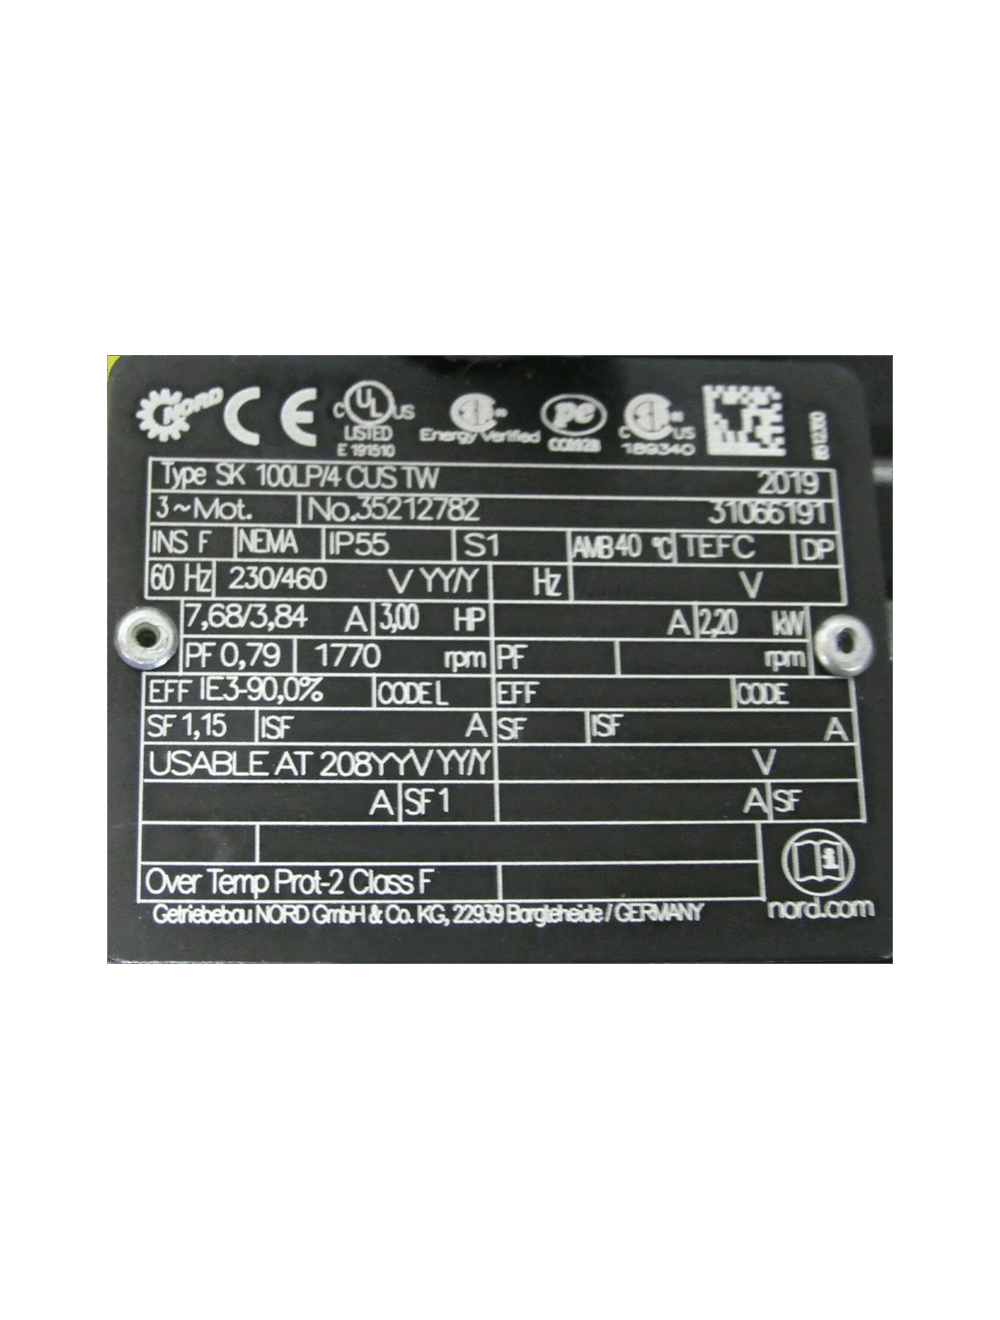 NORD CE C UL US LISTED E 191510 Energy Verified pe CC092B C US 189340
Type SK 100LP/4 CUS TW 2019
3~Mot. No.35212782 31066191
INS F NEMA IP55 S1 AMB 40 °C TEFC DP
60 Hz 230/460 V YY/Y Hz V
7,68/3,84 A 3,00 HP A 2,20 kW
PF 0,79 1770 rpm PF rpm
EFF IE3-90,0% CODE L EFF CODE
SF 1,15 ISF A SF ISF A
USABLE AT 208YYV YY/Y V
A SF 1 A SF
Over Temp Prot-2 Class F
Getriebebau NORD GmbH & Co. KG, 22939 Bargteheide / GERMANY nord.com